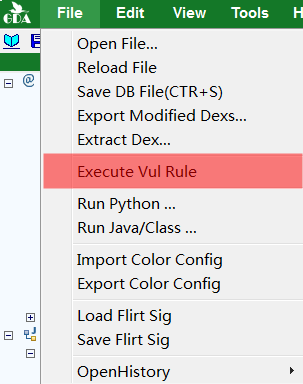 GDA
File Edit View Tools H
@
Open File...
Reload File
Save DB File(CTR+S)
Export Modified Dexs...
Extract Dex...
Execute Vul Rule
Run Python ...
Run Java/Class ...
Import Color Config
Export Color Config
Load Flirt Sig
Save Flirt Sig
OpenHistory